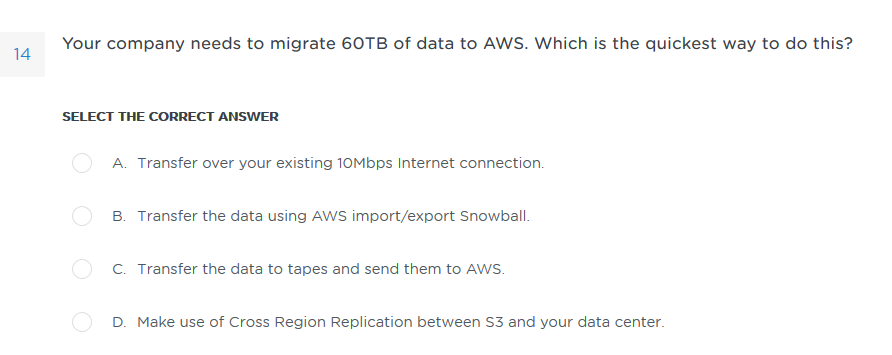 14
Your company needs to migrate 60TB of data to AWS. Which is the quickest way to do this?
SELECT THE CORRECT ANSWER
A. Transfer over your existing 10Mbps Internet connection.
B. Transfer the data using AWS import/export Snowball.
C. Transfer the data to tapes and send them to AWS.
D. Make use of Cross Region Replication between S3 and your data center.